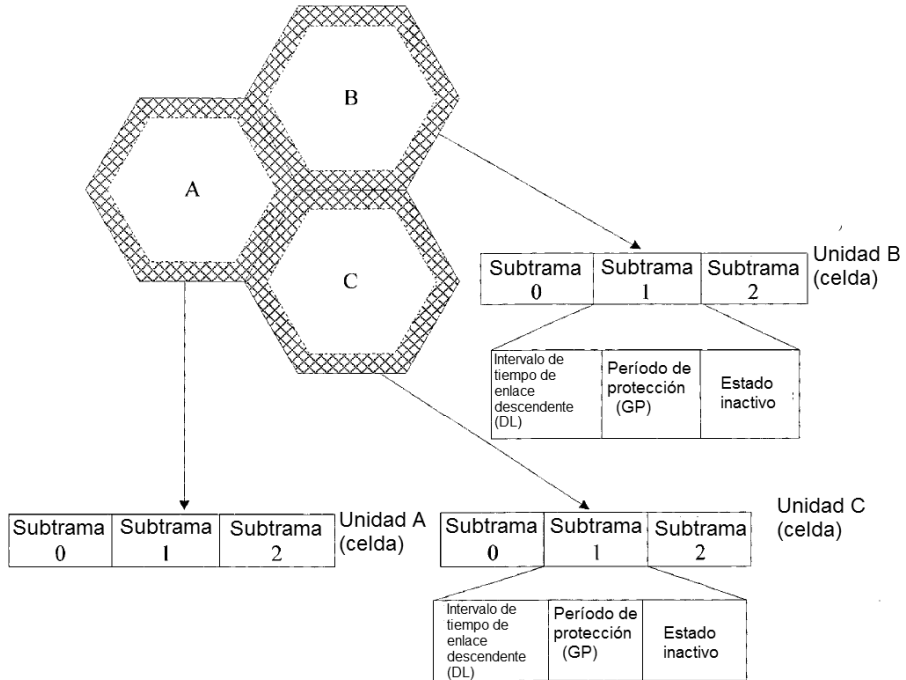 B
A
C
Subtrama
0
Subtrama
1
Subtrama
2
Unidad B
(celda)
Intervalo de
tiempo de
enlace
descendente
(DL)
Período de
protección
(GP)
Estado
inactivo
Subtrama
0
Subtrama
1
Subtrama
2
Unidad A
(celda)
Subtrama
0
Subtrama
1
Subtrama
2
Unidad C
(celda)
Intervalo de
tiempo de
enlace
descendente
(DL)
Período de
protección
(GP)
Estado
inactivo